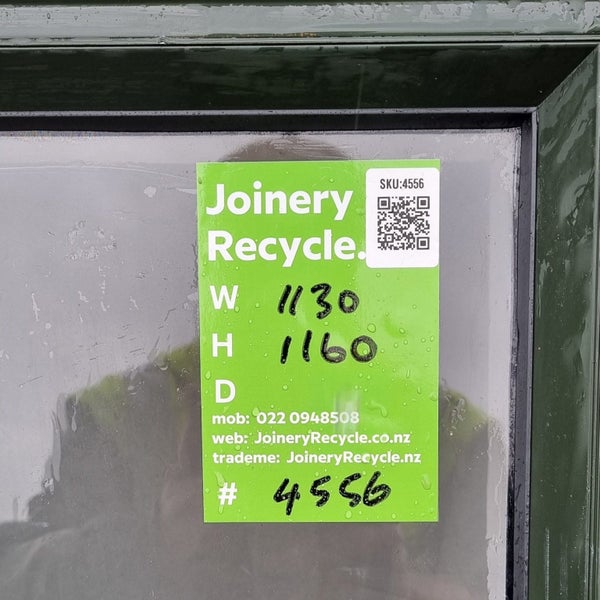 Joinery
Recycle.
SKU:4556
W 1130
H 1160
D
mob: 022 0948508
web: JoineryRecycle.co.nz
trademe: JoineryRecycle.nz
# 4556